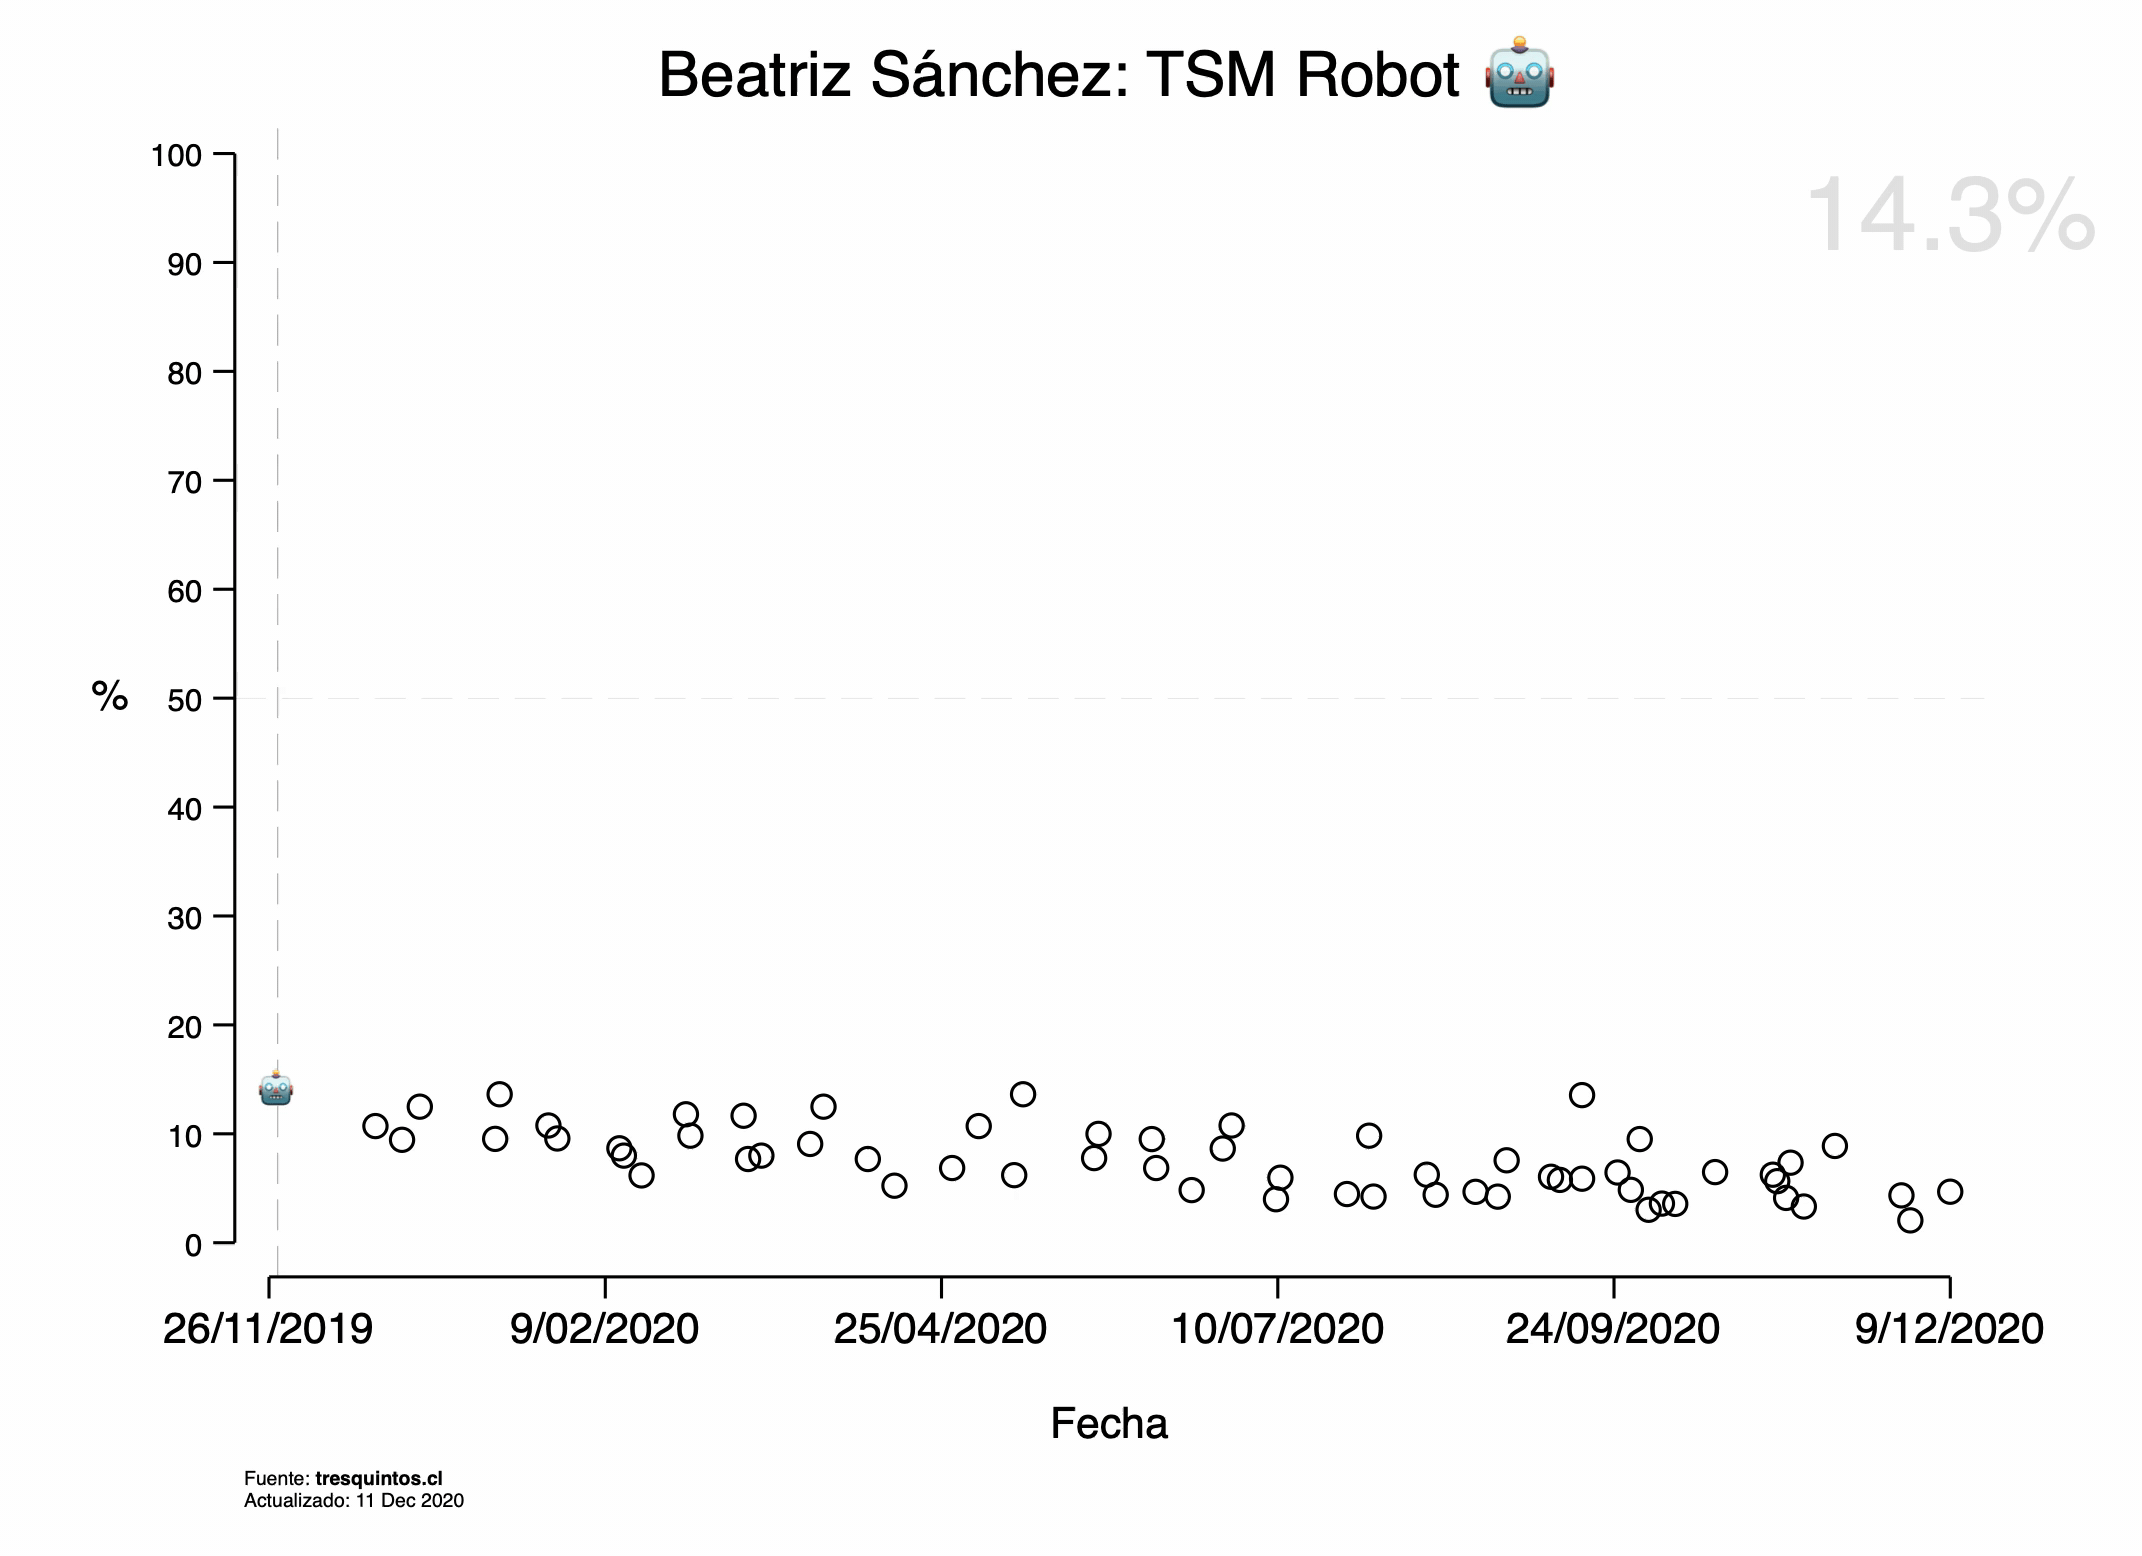 Beatriz Sánchez: TSM Robot 🤖
14.3%
100
90
80
70
60
50
40
30
20
10
0
%
26/11/2019 9/02/2020 25/04/2020 10/07/2020 24/09/2020 9/12/2020
Fecha
Fuente: tresquintos.cl
Actualizado: 11 Dec 2020